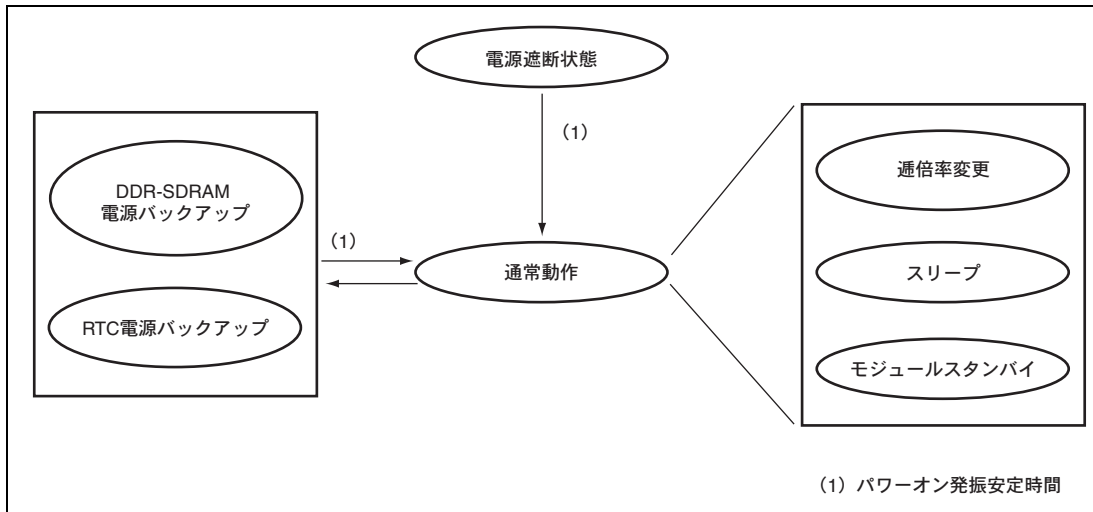 電源遮断状態
(1)
DDR-SDRAM
電源バックアップ
RTC電源バックアップ
(1)
通常動作
逓倍率変更
スリープ
モジュールスタンバイ
(1) パワーオン発振安定時間